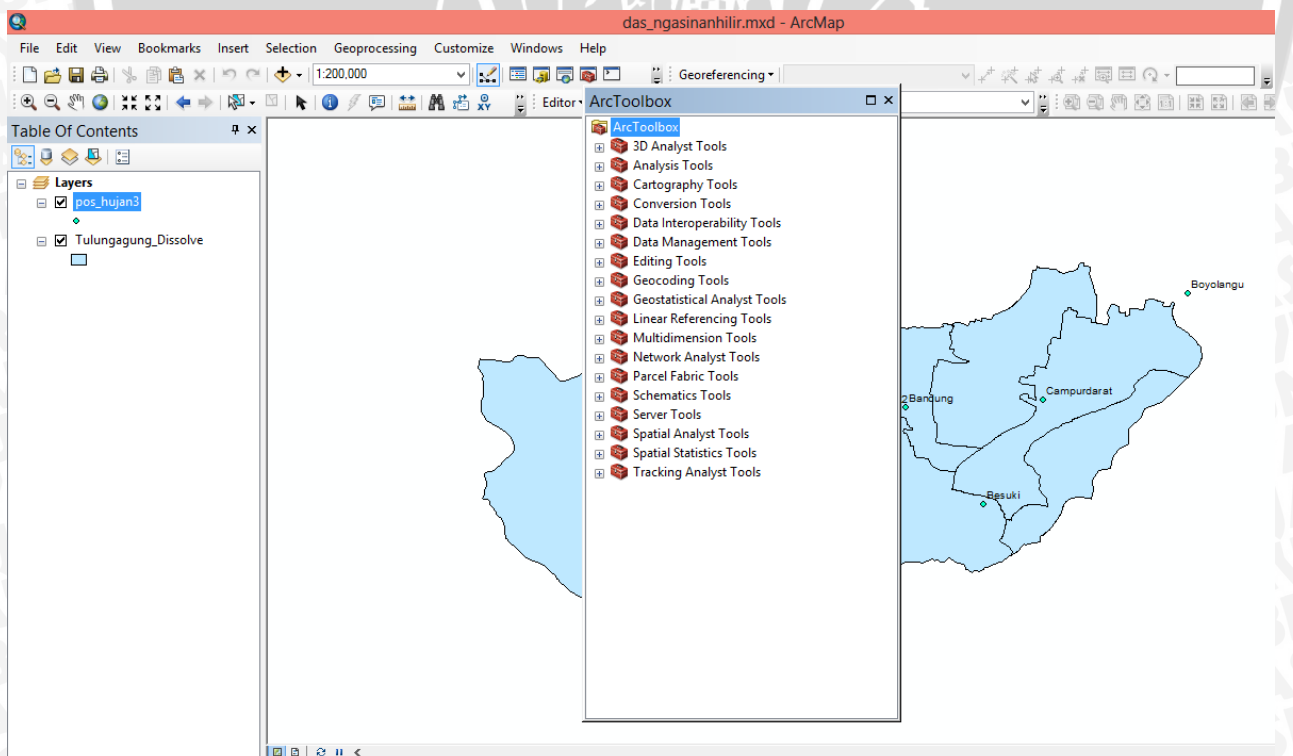 das_ngasinanhilir.mxd - ArcMap
File Edit View Bookmarks Insert Selection Geoprocessing Customize Windows Help
1:200,000 Georeferencing
Editor
Table Of Contents
Layers
pos_hujan3
Tulungagung_Dissolve
ArcToolbox
ArcToolbox
3D Analyst Tools
Analysis Tools
Cartography Tools
Conversion Tools
Data Interoperability Tools
Data Management Tools
Editing Tools
Geocoding Tools
Geostatistical Analyst Tools
Linear Referencing Tools
Multidimension Tools
Network Analyst Tools
Parcel Fabric Tools
Schematics Tools
Server Tools
Spatial Analyst Tools
Spatial Statistics Tools
Tracking Analyst Tools
Boyolangu
Campurdarat
2Bandung
Besuki